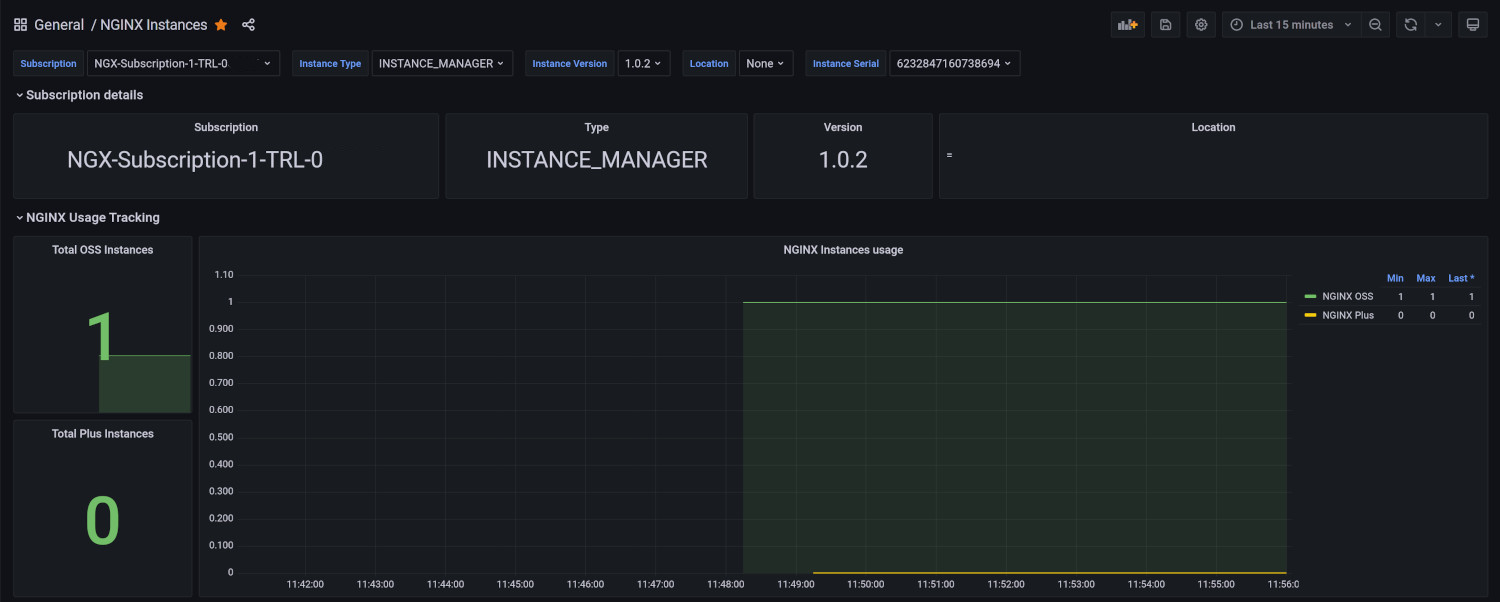 General / NGINX Instances
Last 15 minutes
Subscription NGX-Subscription-1-TRL-0 Instance Type INSTANCE_MANAGER Instance Version 1.0.2 Location None Instance Serial 6232847160738694
Subscription details
Subscription Type Version Location
NGX-Subscription-1-TRL-0 INSTANCE_MANAGER 1.0.2 =
NGINX Usage Tracking
Total OSS Instances
1
Total Plus Instances
0
NGINX Instances usage
1.10
1
0.900
0.800
0.700
0.600
0.500
0.400
0.300
0.200
0.100
0
11:42:00 11:43:00 11:44:00 11:45:00 11:46:00 11:47:00 11:48:00 11:49:00 11:50:00 11:51:00 11:52:00 11:53:00 11:54:00 11:55:00 11:56:0
Min Max Last *
NGINX OSS 1 1 1
NGINX Plus 0 0 0